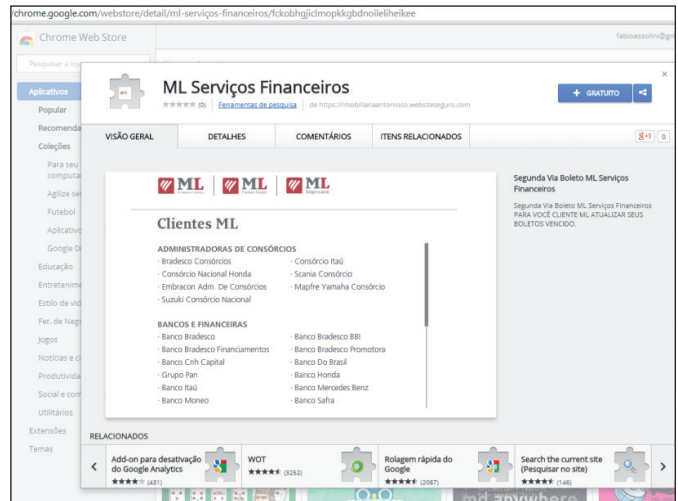 /chrome.google.com/webstore/detail/ml-serviços-financeiros/fckobhgjiclmopkkgbdnoileliheikee
Chrome Web Store
fabioassolini@gm
Pesquisar a loja
Aplicativos
Popular
Recomenda
Coleções
Para seu
computa
Agilize se
Futebol
Aplicativo
Google D
Educação
Entretenime
Estilo de vid
Fer. de Negó
Jogos
Notícias e c
Produtivida
Social e com
Utilitários
Extensões
Temas
ML Serviços Financeiros
(0) Ferramentas de pesquisa de https://imobiliariaantonioso.websiteseguro.com
+ GRATUITO
VISÃO GERAL DETALHES COMENTÁRIOS ITENS RELACIONADOS
g+1 0
ML ML ML
Clientes ML
ADMINISTRADORAS DE CONSÓRCIOS
· Bradesco Consórcios · Consórcio Itaú
· Consórcio Nacional Honda · Scania Consórcio
· Embracon Adm. De Consórcios · Mapfre Yamaha Consórcio
· Suzuki Consórcio Nacional
BANCOS E FINANCEIRAS
· Banco Bradesco · Banco Bradesco BBI
· Banco Bradesco Financiamentos · Banco Bradesco Promotora
· Banco Cnh Capital · Banco Do Brasil
· Grupo Pan · Banco Honda
· Banco Itaú · Banco Mercedes Benz
· Banco Moneo · Banco Safra
Segunda Via Boleto ML Serviços
Financeiros
Segunda Via Boleto ML Serviços Financeiros
PARA VOCÊ CLIENTE ML ATUALIZAR SEUS
BOLETOS VENCIDO.
RELACIONADOS
Add-on para desativação
do Google Analytics
(431)
WOT
(3252)
Rolagem rápida do
Google
(2087)
Search the current site
(Pesquisar no site)
(146)